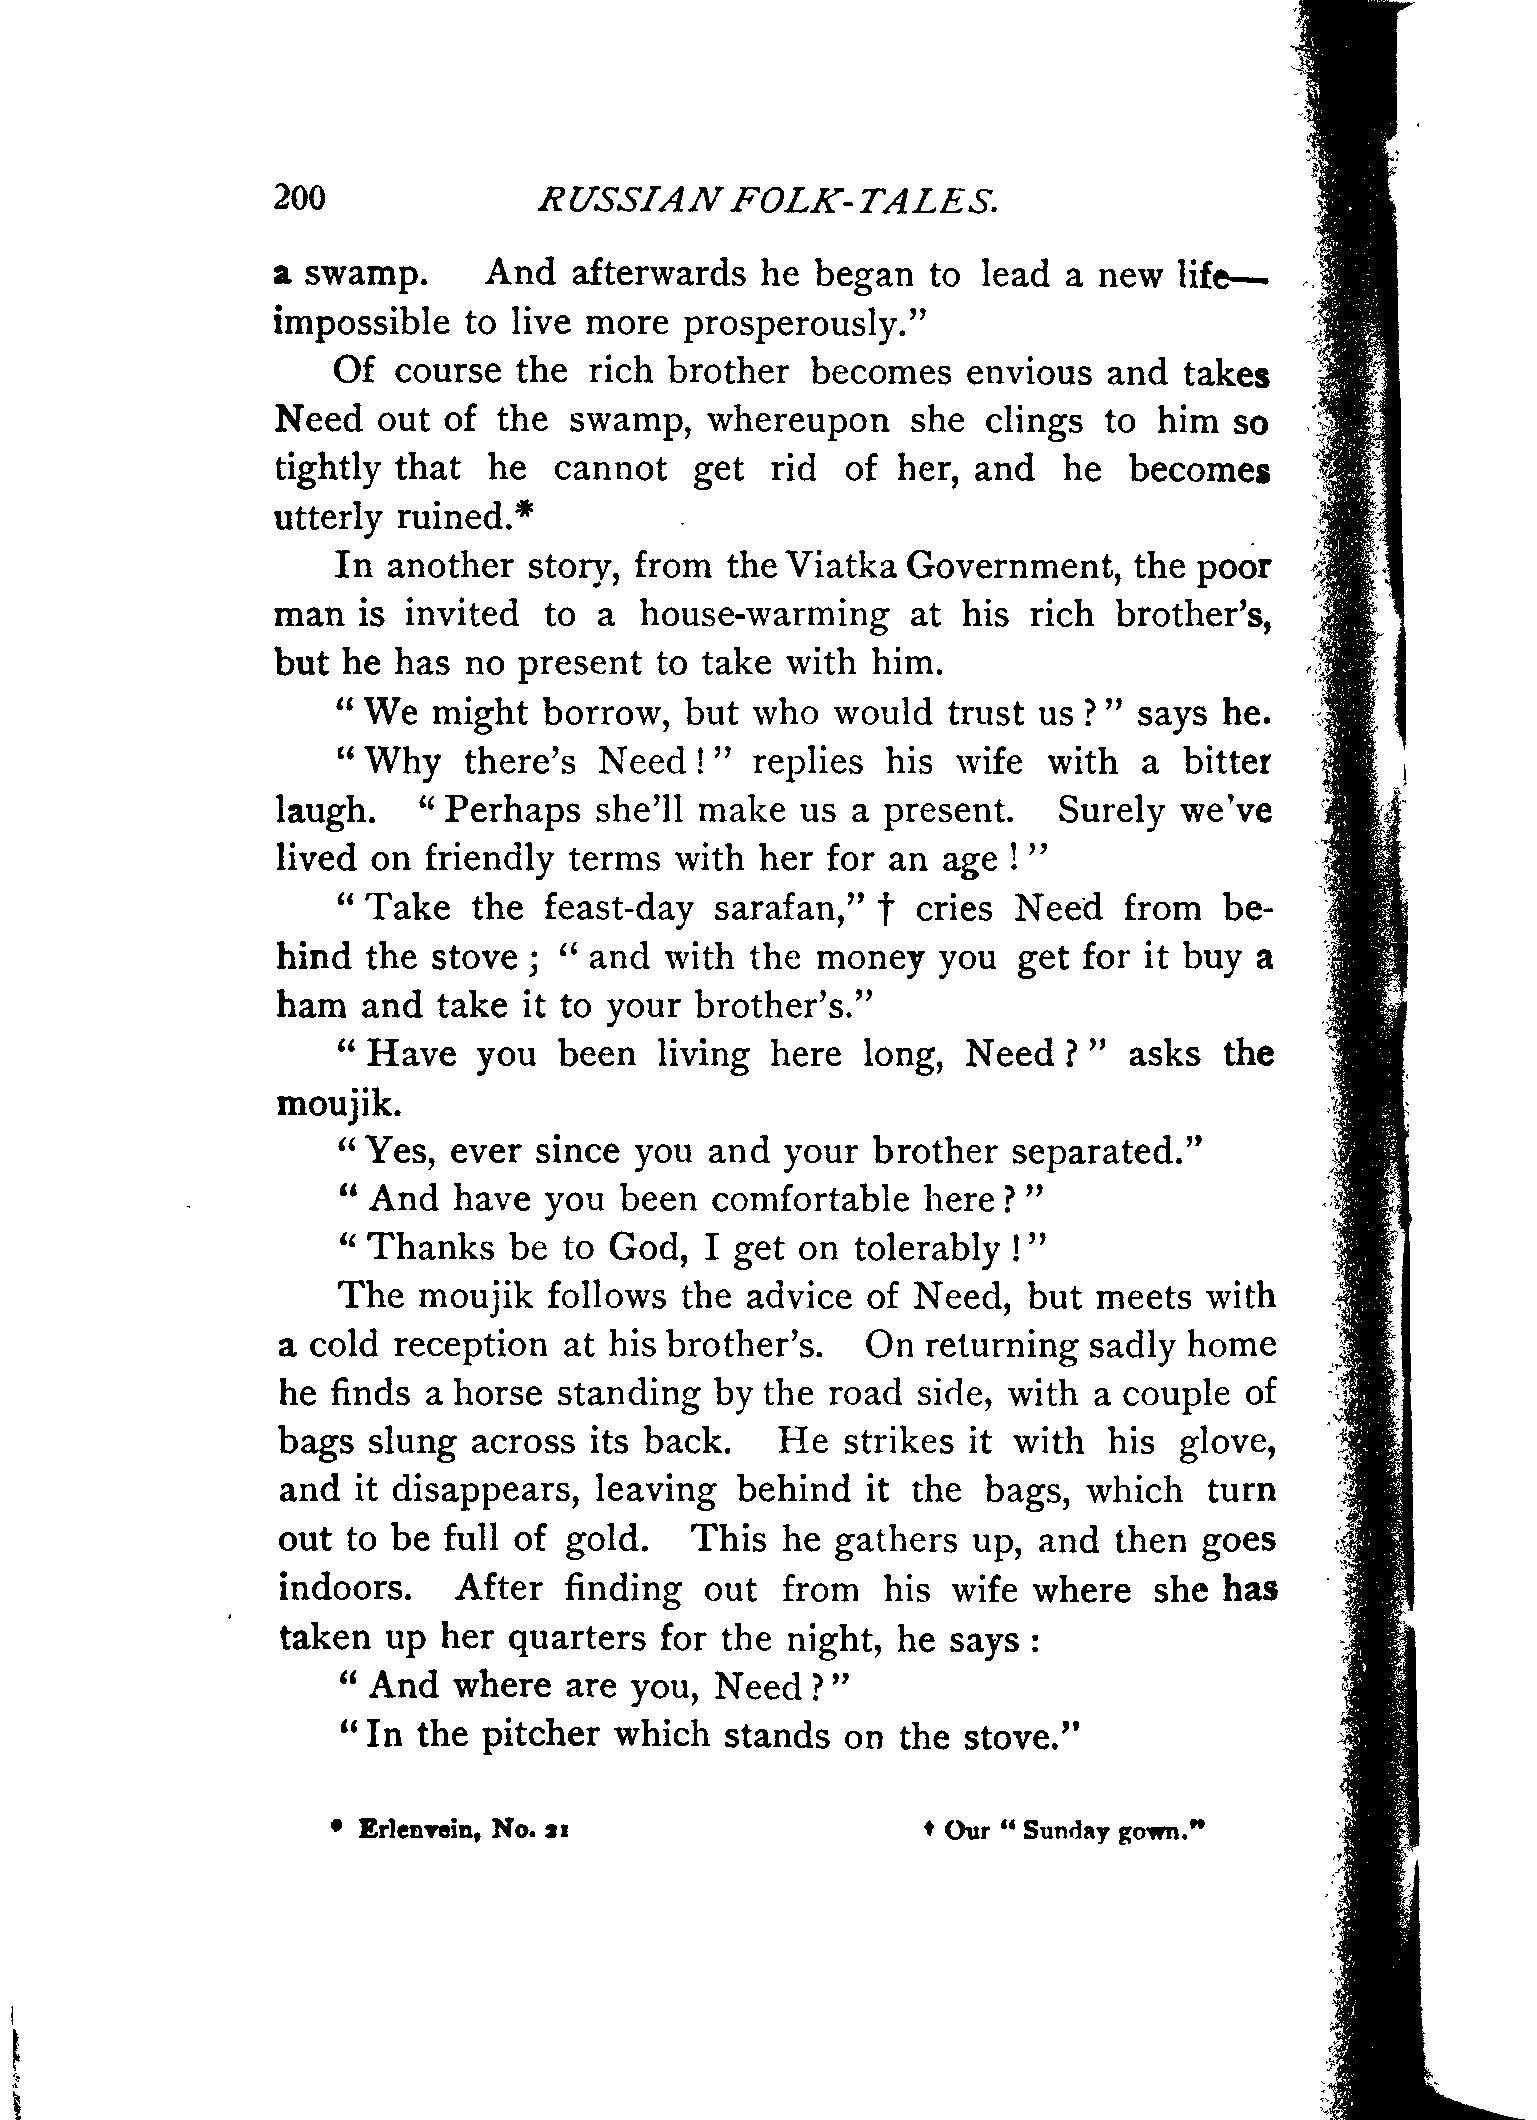 200 RUSSIAN FOLK-TALES.
a swamp. And afterwards he began to lead a new life—
impossible to live more prosperously.”
Of course the rich brother becomes envious and takes
Need out of the swamp, whereupon she clings to him so
tightly that he cannot get rid of her, and he becomes
utterly ruined.*
In another story, from the Viatka Government, the poor
man is invited to a house-warming at his rich brother’s,
but he has no present to take with him.
“ We might borrow, but who would trust us ? ” says he.
“ Why there’s Need ! ” replies his wife with a bitter
laugh. “ Perhaps she’ll make us a present. Surely we’ve
lived on friendly terms with her for an age ! ”
“ Take the feast-day sarafan,” † cries Need from be-
hind the stove ; “ and with the money you get for it buy a
ham and take it to your brother’s.”
“ Have you been living here long, Need ? ” asks the
moujik.
“ Yes, ever since you and your brother separated.”
“ And have you been comfortable here ? ”
“ Thanks be to God, I get on tolerably ! ”
The moujik follows the advice of Need, but meets with
a cold reception at his brother’s. On returning sadly home
he finds a horse standing by the road side, with a couple of
bags slung across its back. He strikes it with his glove,
and it disappears, leaving behind it the bags, which turn
out to be full of gold. This he gathers up, and then goes
indoors. After finding out from his wife where she has
taken up her quarters for the night, he says :
“ And where are you, Need ? ”
“ In the pitcher which stands on the stove.”
* Erlenvein, No. 21 † Our “ Sunday gown.”